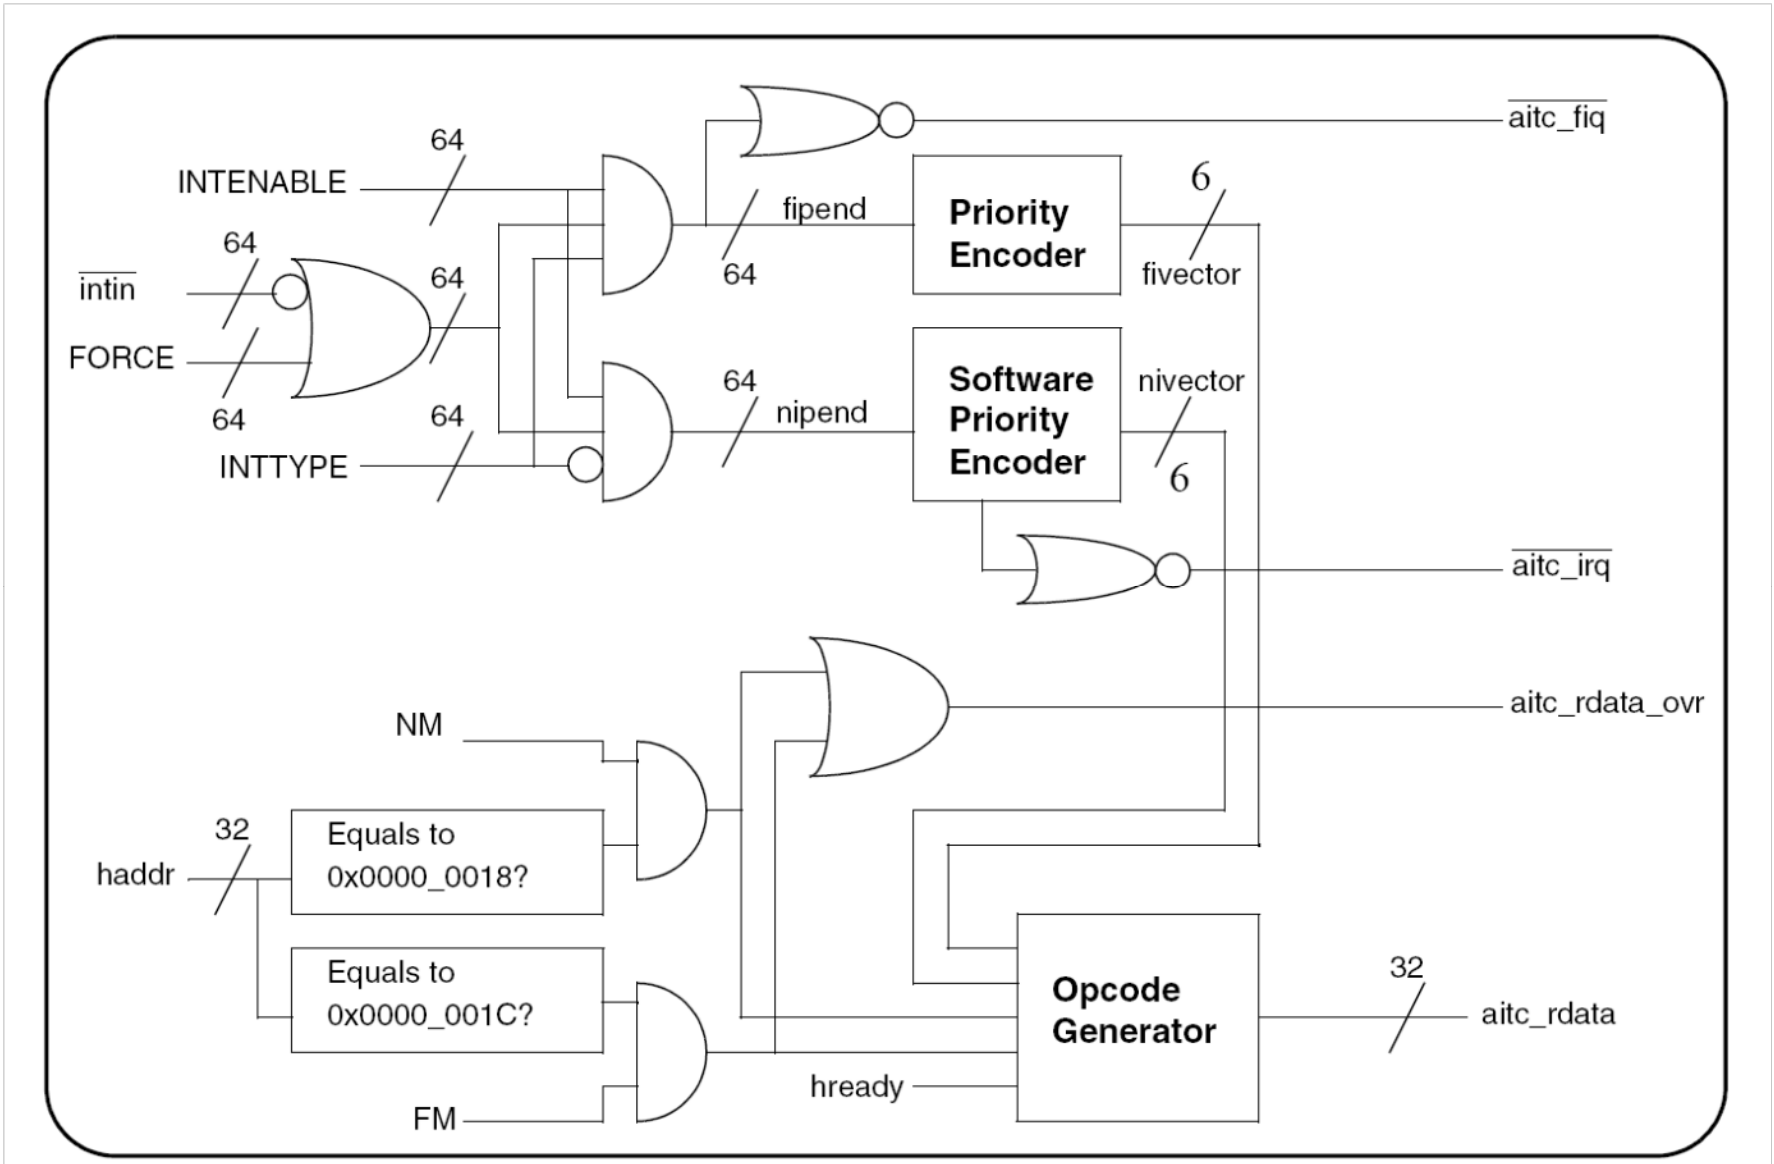 aitc_fiq
64
INTENABLE
6
fipend
Priority
Encoder
64
64
64
fivector
intin
FORCE
64
64
INTTYPE
64
nipend
Software
Priority
Encoder
nivector
6
aitc_irq
aitc_rdata_ovr
NM
32
haddr
Equals to
0x0000_0018?
Equals to
0x0000_001C?
FM
hready
Opcode
Generator
32
aitc_rdata